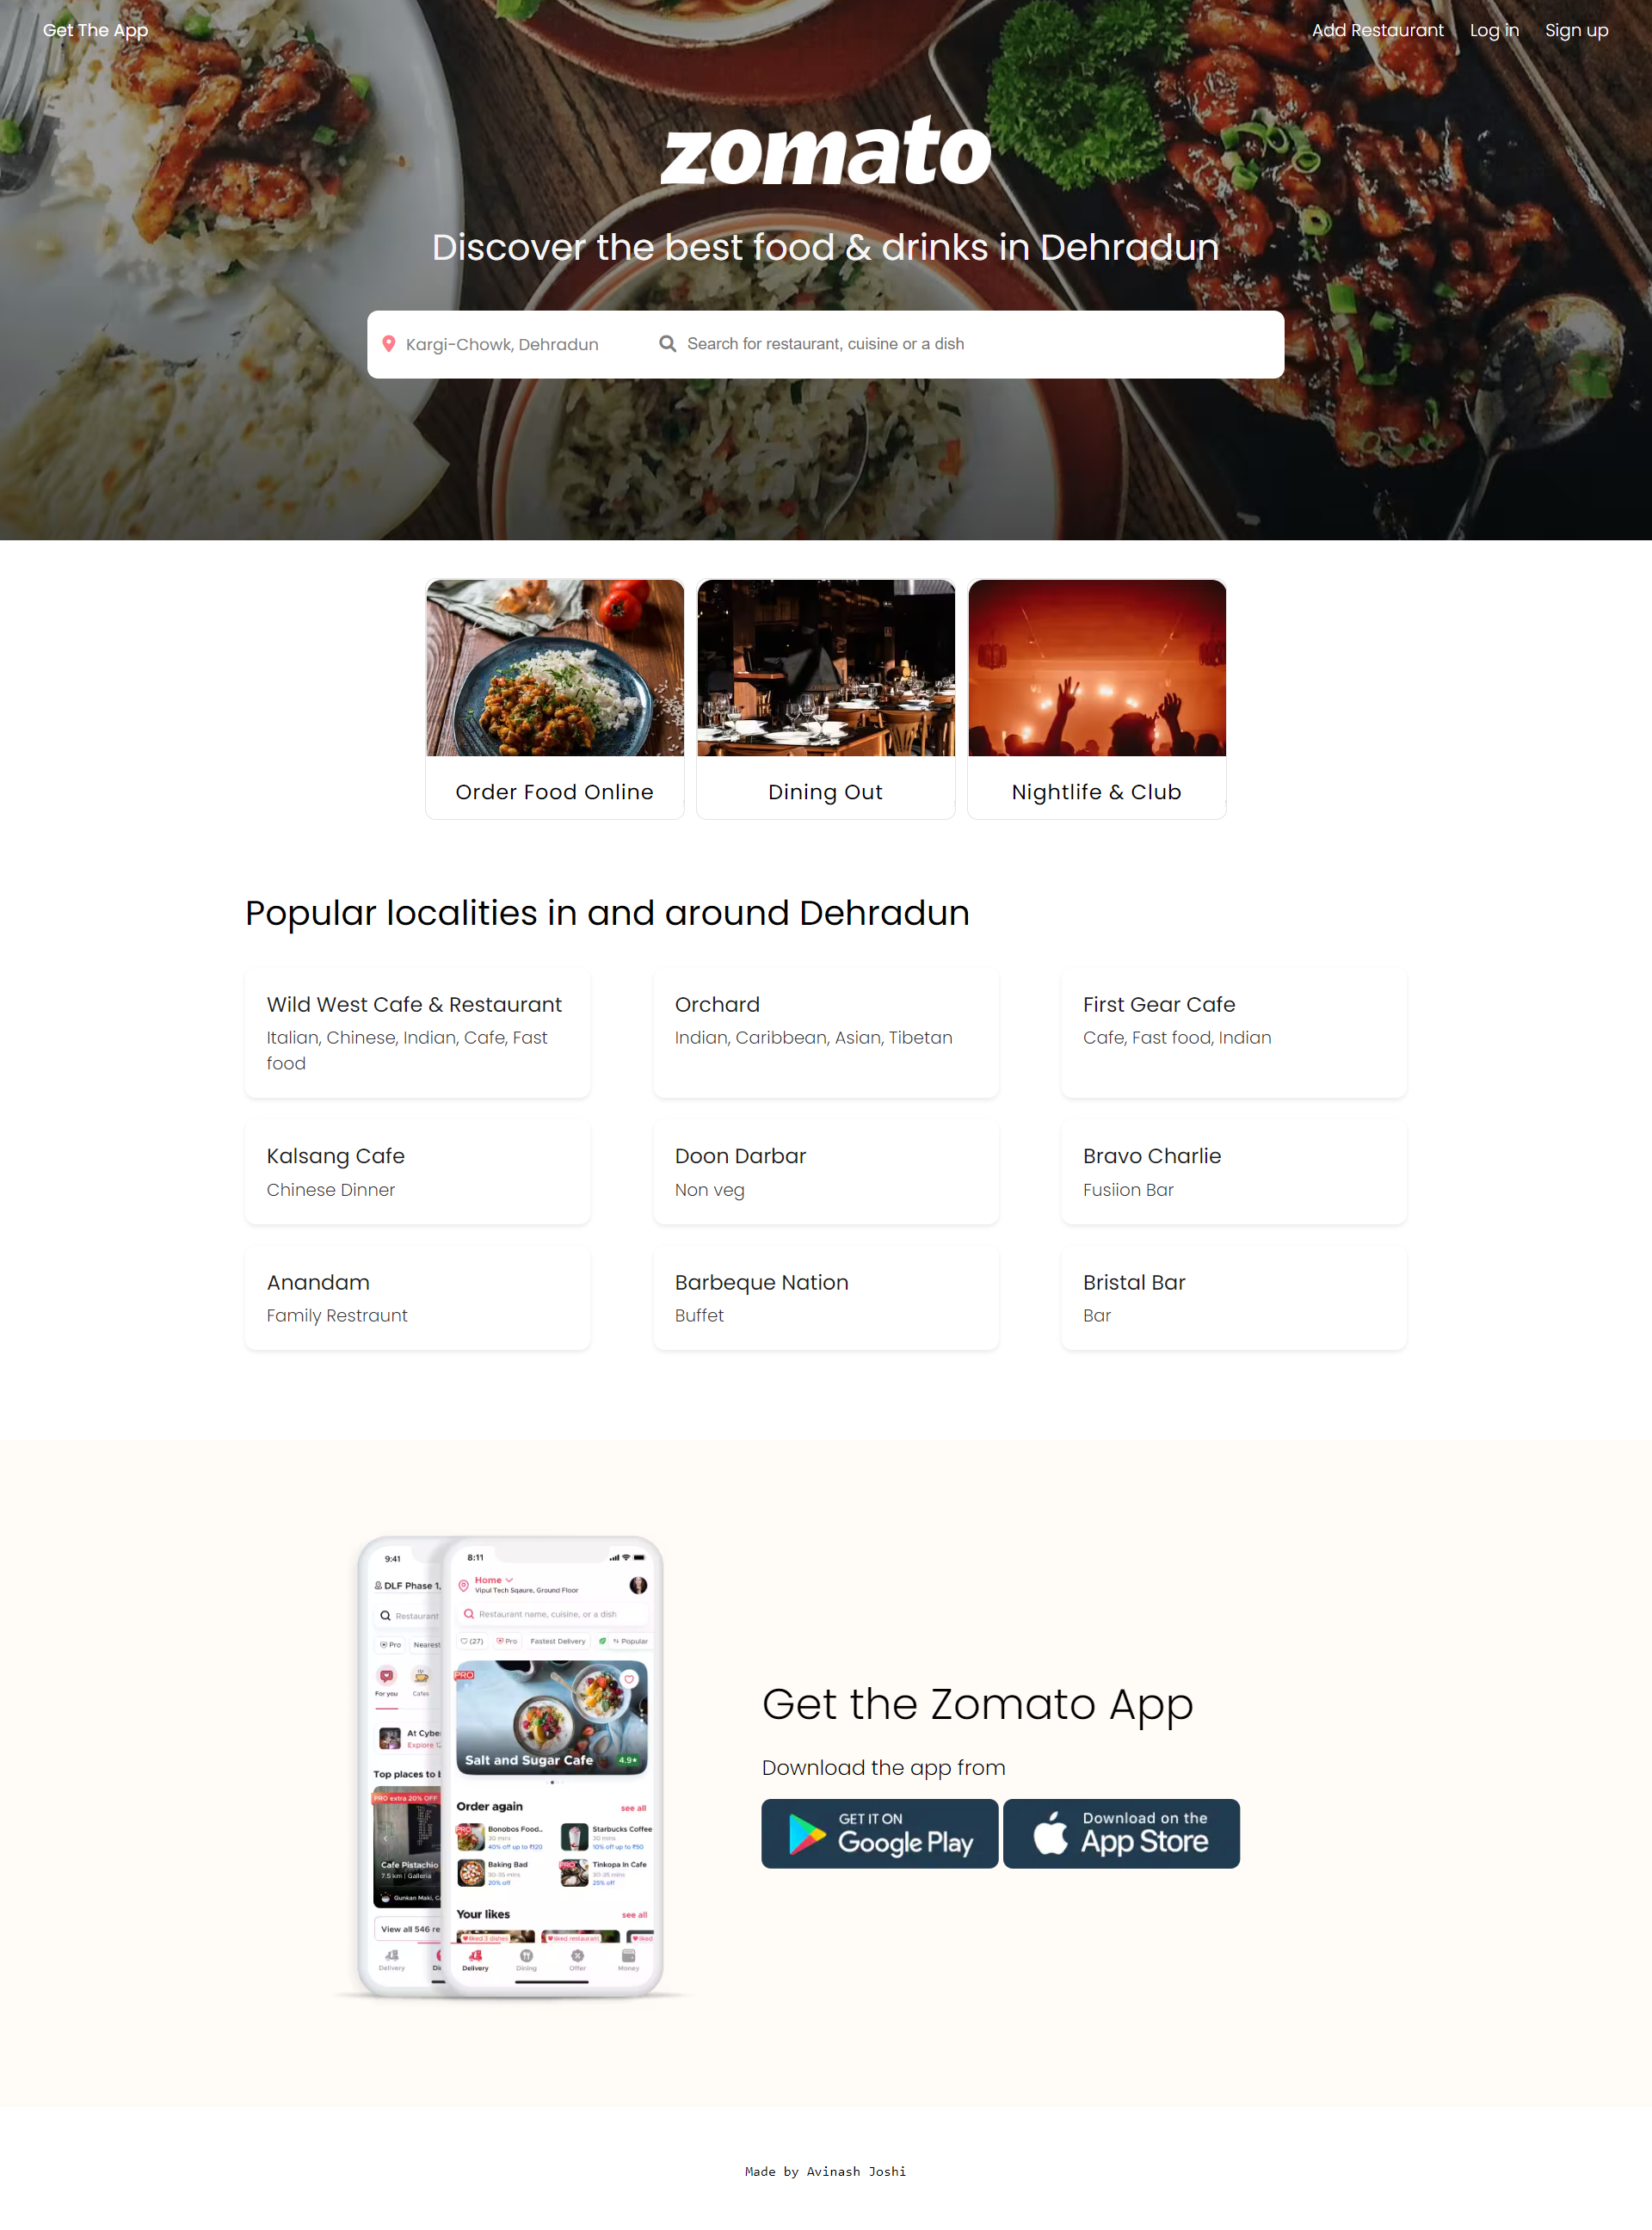 Get The App
Add Restaurant
Log in
Sign up
zomato
Discover the best food & drinks in Dehradun
Kargi-Chowk, Dehradun
Search for restaurant, cuisine or a dish
Order Food Online
Dining Out
Nightlife & Club
Popular localities in and around Dehradun
Wild West Cafe & Restaurant
Italian, Chinese, Indian, Cafe, Fast
food
Orchard
Indian, Caribbean, Asian, Tibetan
First Gear Cafe
Cafe, Fast food, Indian
Kalsang Cafe
Chinese Dinner
Doon Darbar
Non veg
Bravo Charlie
Fusiion Bar
Anandam
Family Restraunt
Barbeque Nation
Buffet
Bristal Bar
Bar
9:41
DLF Phase 1,
Restaurant
Pro
Nearest
For you
Cafes
At Cybe
Explore 12
Top places to
PRO extra 20% OFF
Cafe Pistachio
7.5 km | Galleria
Gunkan Maki, C
View all 546 re
Delivery
Di
8:11
Home
Vipul Tech Sqaure, Ground Floor
Restaurant name, cuisine, or a dish
(27)
Pro
Fastest Delivery
Popular
PRO
Salt and Sugar Cafe
4.9★
Order again
see all
PRO
Bonobos Food..
30 mins
40% off up to ₹120
Starbucks Coffee
30 mins
10% off up to ₹50
Baking Bad
30-35 mins
20% off
PRO
Tinkopa In Cafe
30-35 mins
25% off
Your likes
see all
liked 3 dishes
liked restaurant
liked
Delivery
Dining
Offer
Money
Get the Zomato App
Download the app from
GET IT ON
Google Play
Download on the
App Store
Made by Avinash Joshi